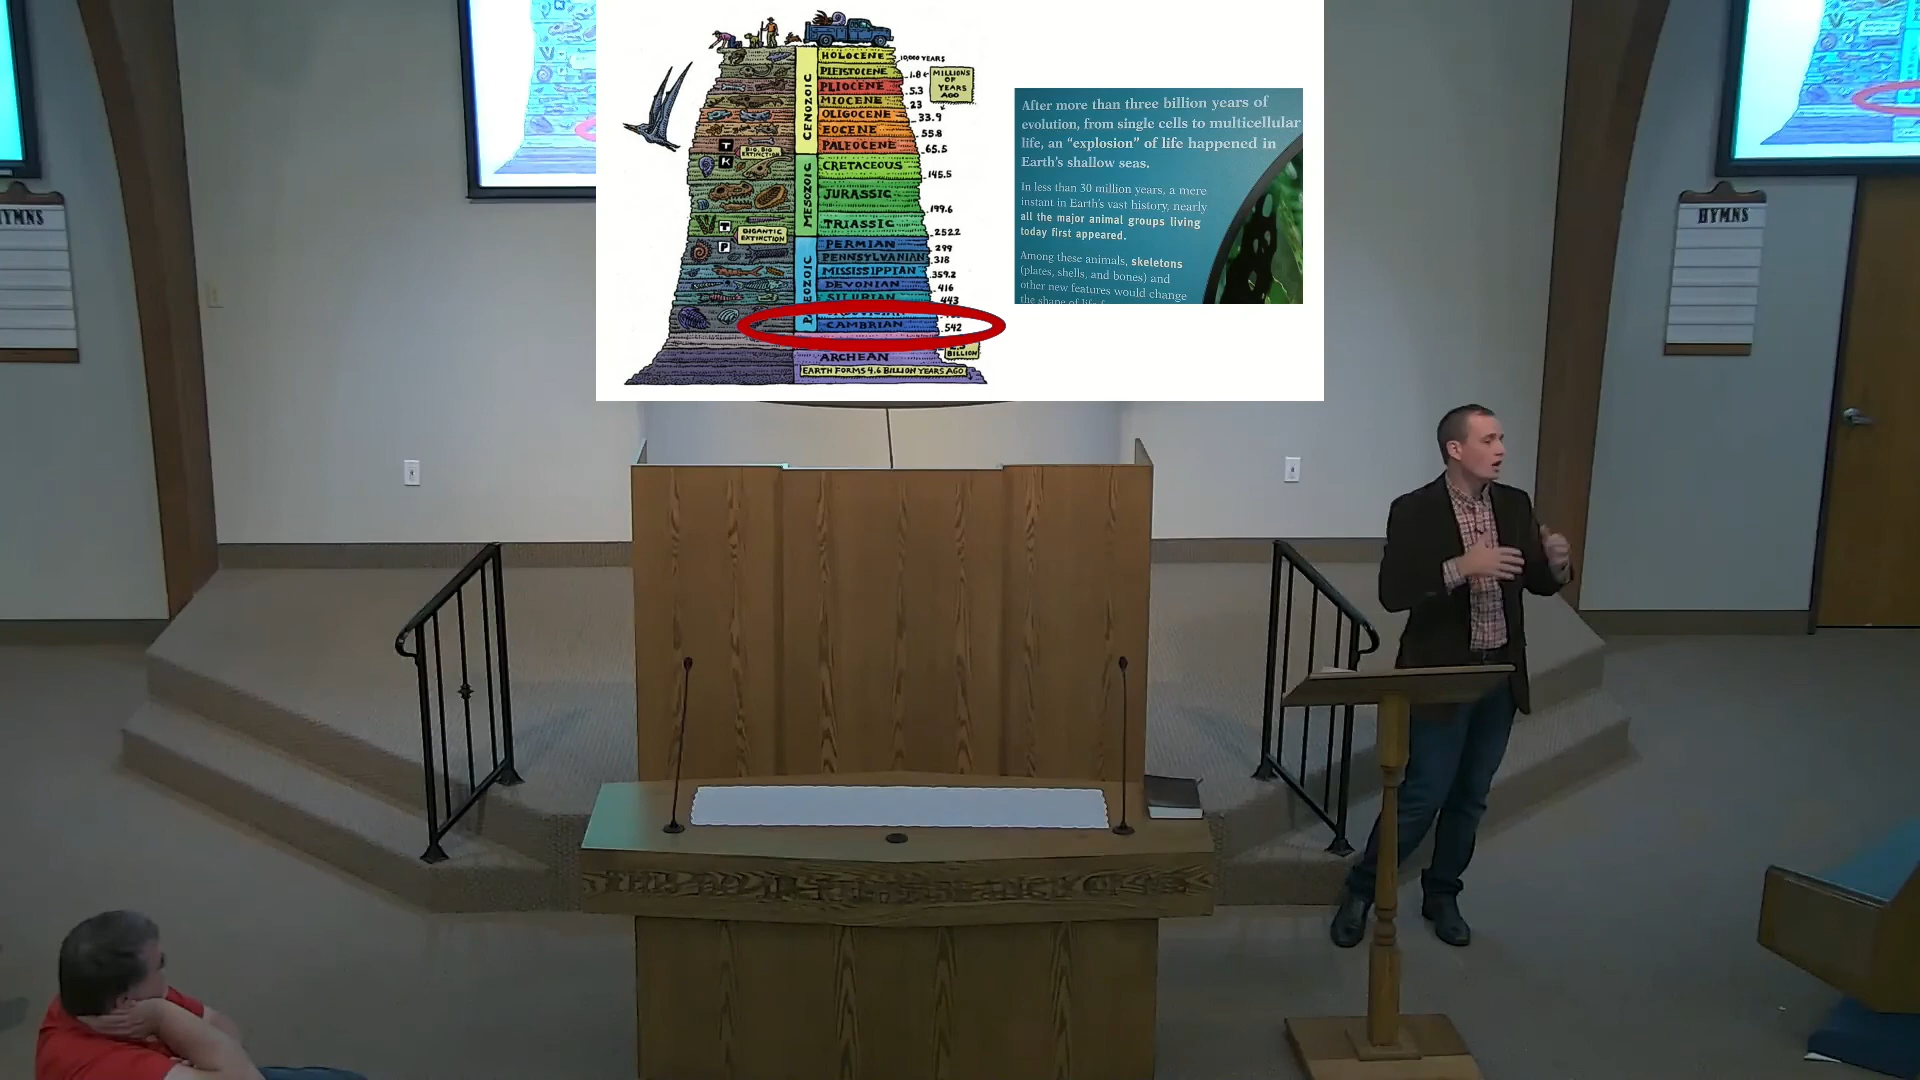 HOLOCENE
10,000 YEARS
PLEISTOCENE
1.8
MILLIONS
OF
YEARS
AGO
PLIOCENE
5.3
MIOCENE
23
OLIGOCENE
33.9
EOCENE
55.8
PALEOCENE
65.5
CENOZOIC
T
K
BIG, BIG
EXTINCTION
CRETACEOUS
145.5
JURASSIC
199.6
TRIASSIC
252.2
MESOZOIC
T
P
GIGANTIC
EXTINCTION
PERMIAN
299
PENNSYLVANIAN
318
MISSISSIPPIAN
359.2
DEVONIAN
416
SILURIAN
443
CAMBRIAN
542
BILLION
ARCHEAN
EARTH FORMS 4.6 BILLION YEARS AGO
After more than three billion years of
evolution, from single cells to multicellular
life, an “explosion” of life happened in
Earth's shallow seas.
In less than 30 million years, a mere
instant in Earth's vast history, nearly
all the major animal groups living
today first appeared.
Among these animals, skeletons
(plates, shells, and bones) and
other new features would change
the shape of
HYMNS